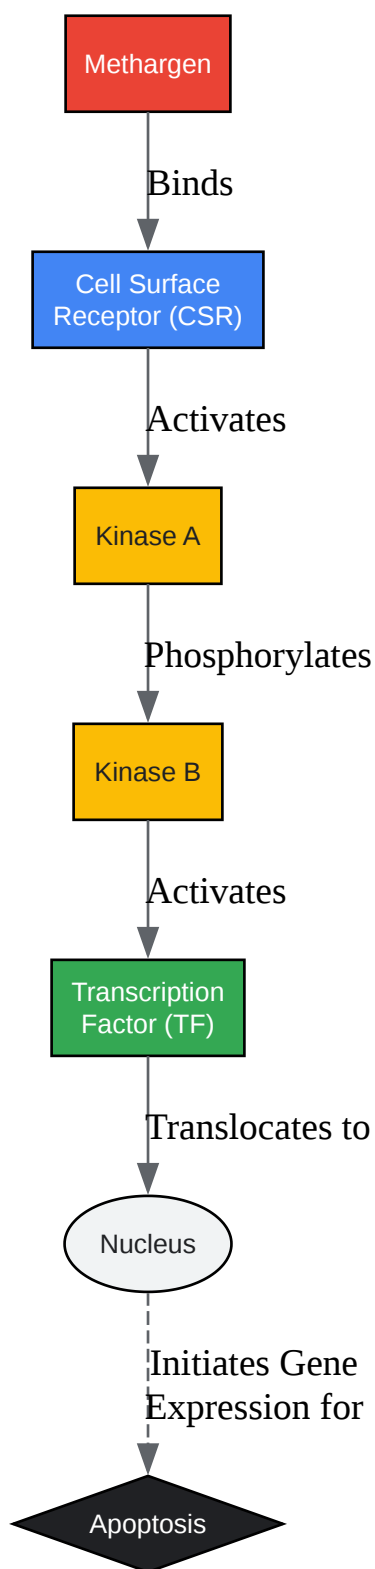 Methargen
Binds
Cell Surface
Receptor (CSR)
Activates
Kinase A
Phosphorylates
Kinase B
Activates
Transcription
Factor (TF)
Translocates to
Nucleus
Initiates Gene
Expression for
Apoptosis